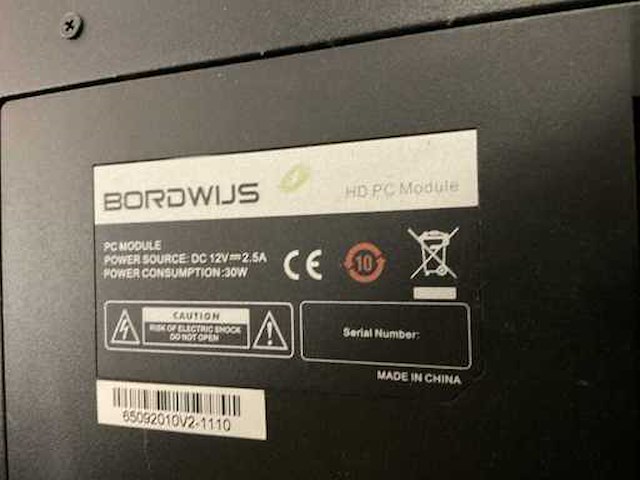 BORDWIJS
HD PC Module
PC MODULE
POWER SOURCE: DC 12V⎓2.5A
POWER CONSUMPTION:30W
CE
10
CAUTION
RISK OF ELECTRIC SHOCK
DO NOT OPEN
Serial Number:
MADE IN CHINA
65092010V2-1110